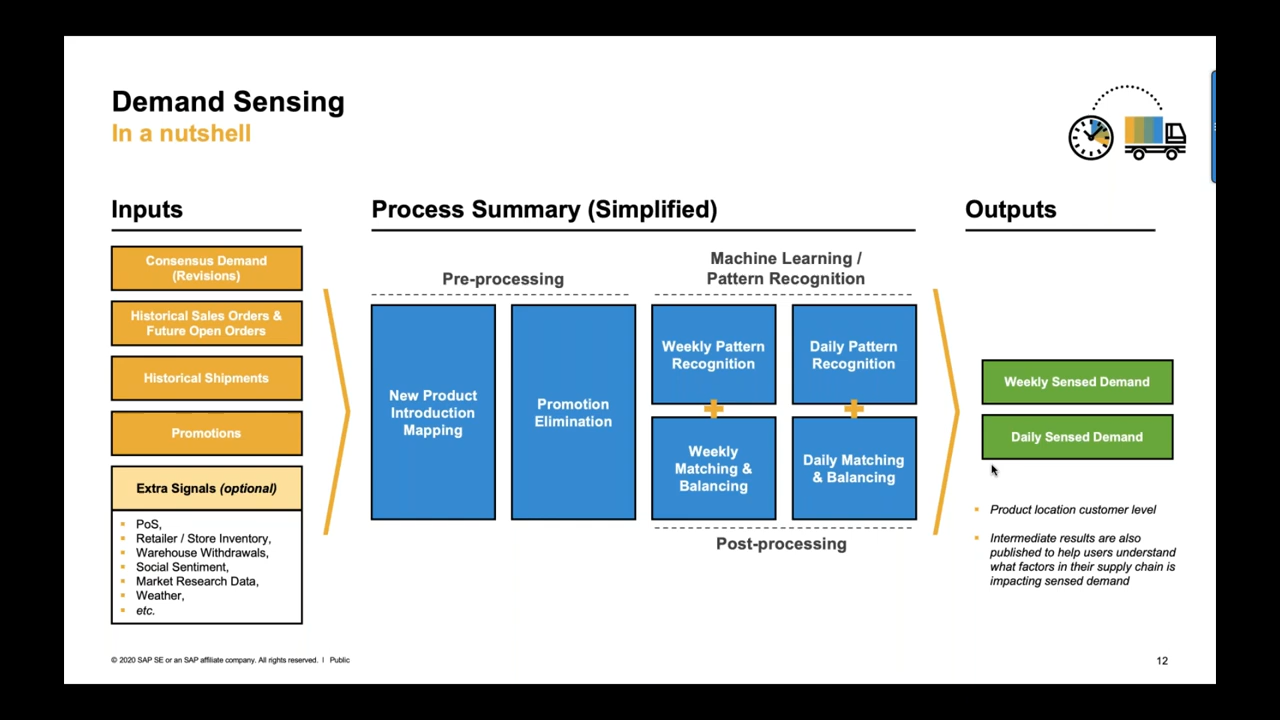 Demand Sensing
In a nutshell
Inputs
Consensus Demand
(Revisions)
Historical Sales Orders &
Future Open Orders
Historical Shipments
Promotions
Extra Signals (optional)
PoS,
Retailer / Store Inventory,
Warehouse Withdrawals,
Social Sentiment,
Market Research Data,
Weather,
etc.
Process Summary (Simplified)
Pre-processing
New Product
Introduction
Mapping
Promotion
Elimination
Machine Learning /
Pattern Recognition
Weekly Pattern
Recognition
Daily Pattern
Recognition
Weekly
Matching &
Balancing
Daily Matching
& Balancing
Post-processing
Outputs
Weekly Sensed Demand
Daily Sensed Demand
Product location customer level
Intermediate results are also
published to help users understand
what factors in their supply chain is
impacting sensed demand
© 2020 SAP SE or an SAP affiliate company. All rights reserved. | Public
12